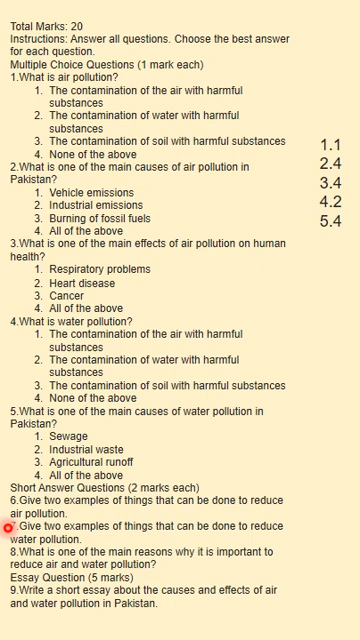 Total Marks: 20
Instructions: Answer all questions. Choose the best answer
for each question.
Multiple Choice Questions (1 mark each)
1.What is air pollution?
1. The contamination of the air with harmful
substances
2. The contamination of water with harmful
substances
3. The contamination of soil with harmful substances
4. None of the above
2.What is one of the main causes of air pollution in
Pakistan?
1. Vehicle emissions
2. Industrial emissions
3. Burning of fossil fuels
4. All of the above
3.What is one of the main effects of air pollution on human
health?
1. Respiratory problems
2. Heart disease
3. Cancer
4. All of the above
4.What is water pollution?
1. The contamination of the air with harmful
substances
2. The contamination of water with harmful
substances
3. The contamination of soil with harmful substances
4. None of the above
5.What is one of the main causes of water pollution in
Pakistan?
1. Sewage
2. Industrial waste
3. Agricultural runoff
4. All of the above
Short Answer Questions (2 marks each)
6.Give two examples of things that can be done to reduce
air pollution.
7.Give two examples of things that can be done to reduce
water pollution.
8.What is one of the main reasons why it is important to
reduce air and water pollution?
Essay Question (5 marks)
9.Write a short essay about the causes and effects of air
and water pollution in Pakistan.
1.1
2.4
3.4
4.2
5.4